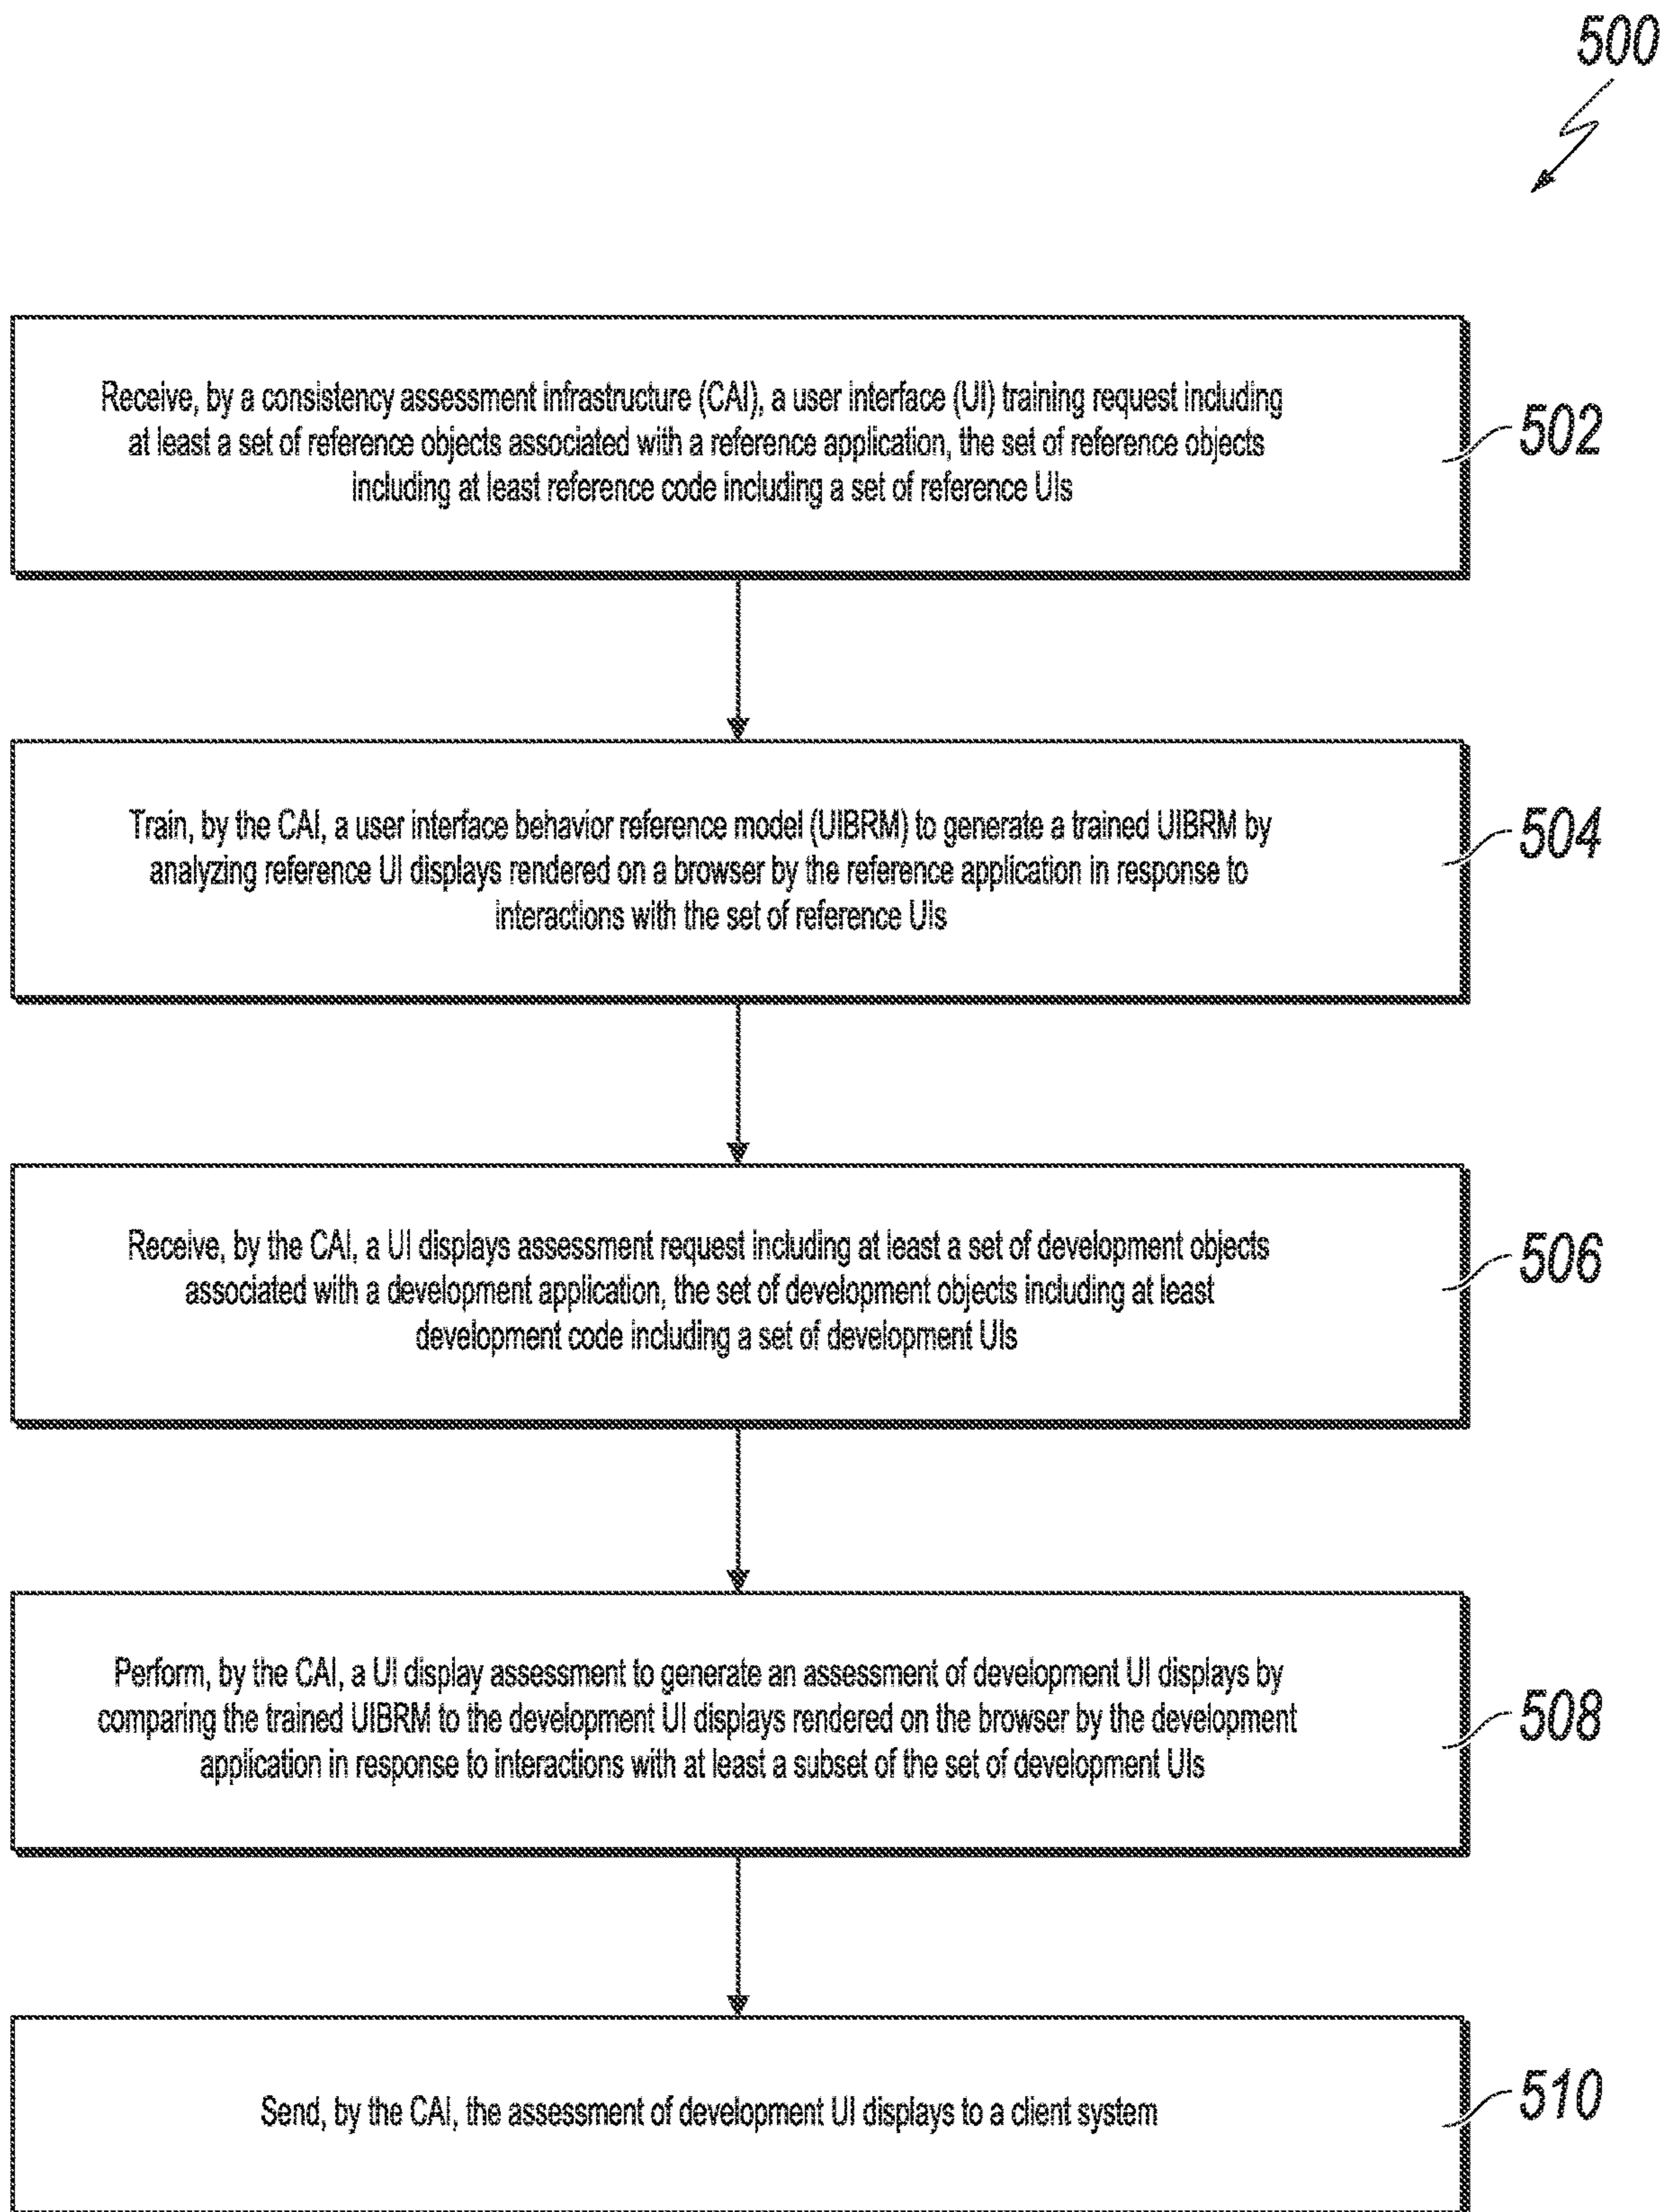 500
Receive, by a consistency assessment infrastructure (CAI), a user interface (UI) training request including
at least a set of reference objects associated with a reference application, the set of reference objects
including at least reference code including a set of reference UIs
502
Train, by the CAI, a user interface behavior reference model (UIBRM) to generate a trained UIBRM by
analyzing reference UI displays rendered on a browser by the reference application in response to
interactions with the set of reference UIs
504
Receive, by the CAI, a UI displays assessment request including at least a set of development objects
associated with a development application, the set of development objects including at least
development code including a set of development UIs
506
Perform, by the CAI, a UI display assessment to generate an assessment of development UI displays by
comparing the trained UIBRM to the development UI displays rendered on the browser by the development
application in response to interactions with at least a subset of the set of development UIs
508
Send, by the CAI, the assessment of development UI displays to a client system
510